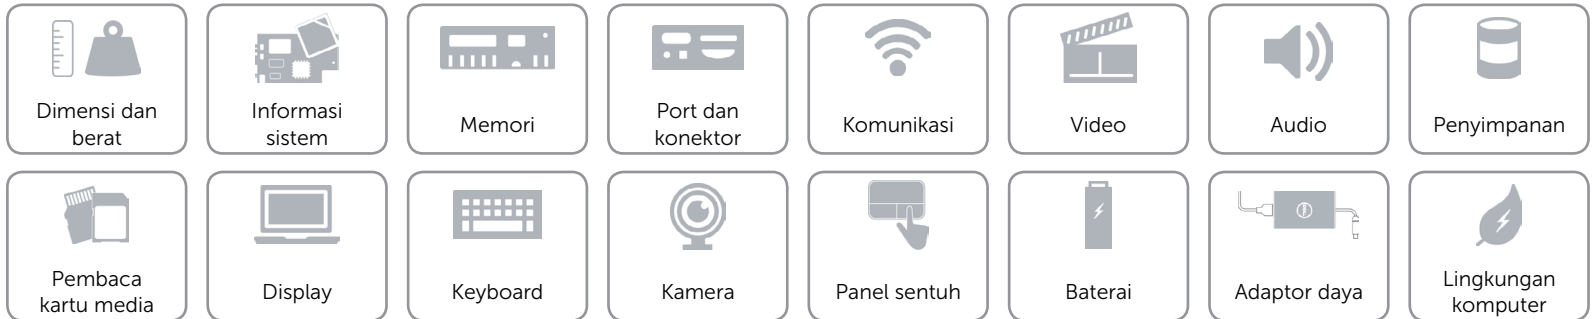 Dimensi dan
berat
Informasi
sistem
Memori
Port dan
konektor
Komunikasi
Video
Audio
Penyimpanan
Pembaca
kartu media
Display
Keyboard
Kamera
Panel sentuh
Baterai
Adaptor daya
Lingkungan
komputer